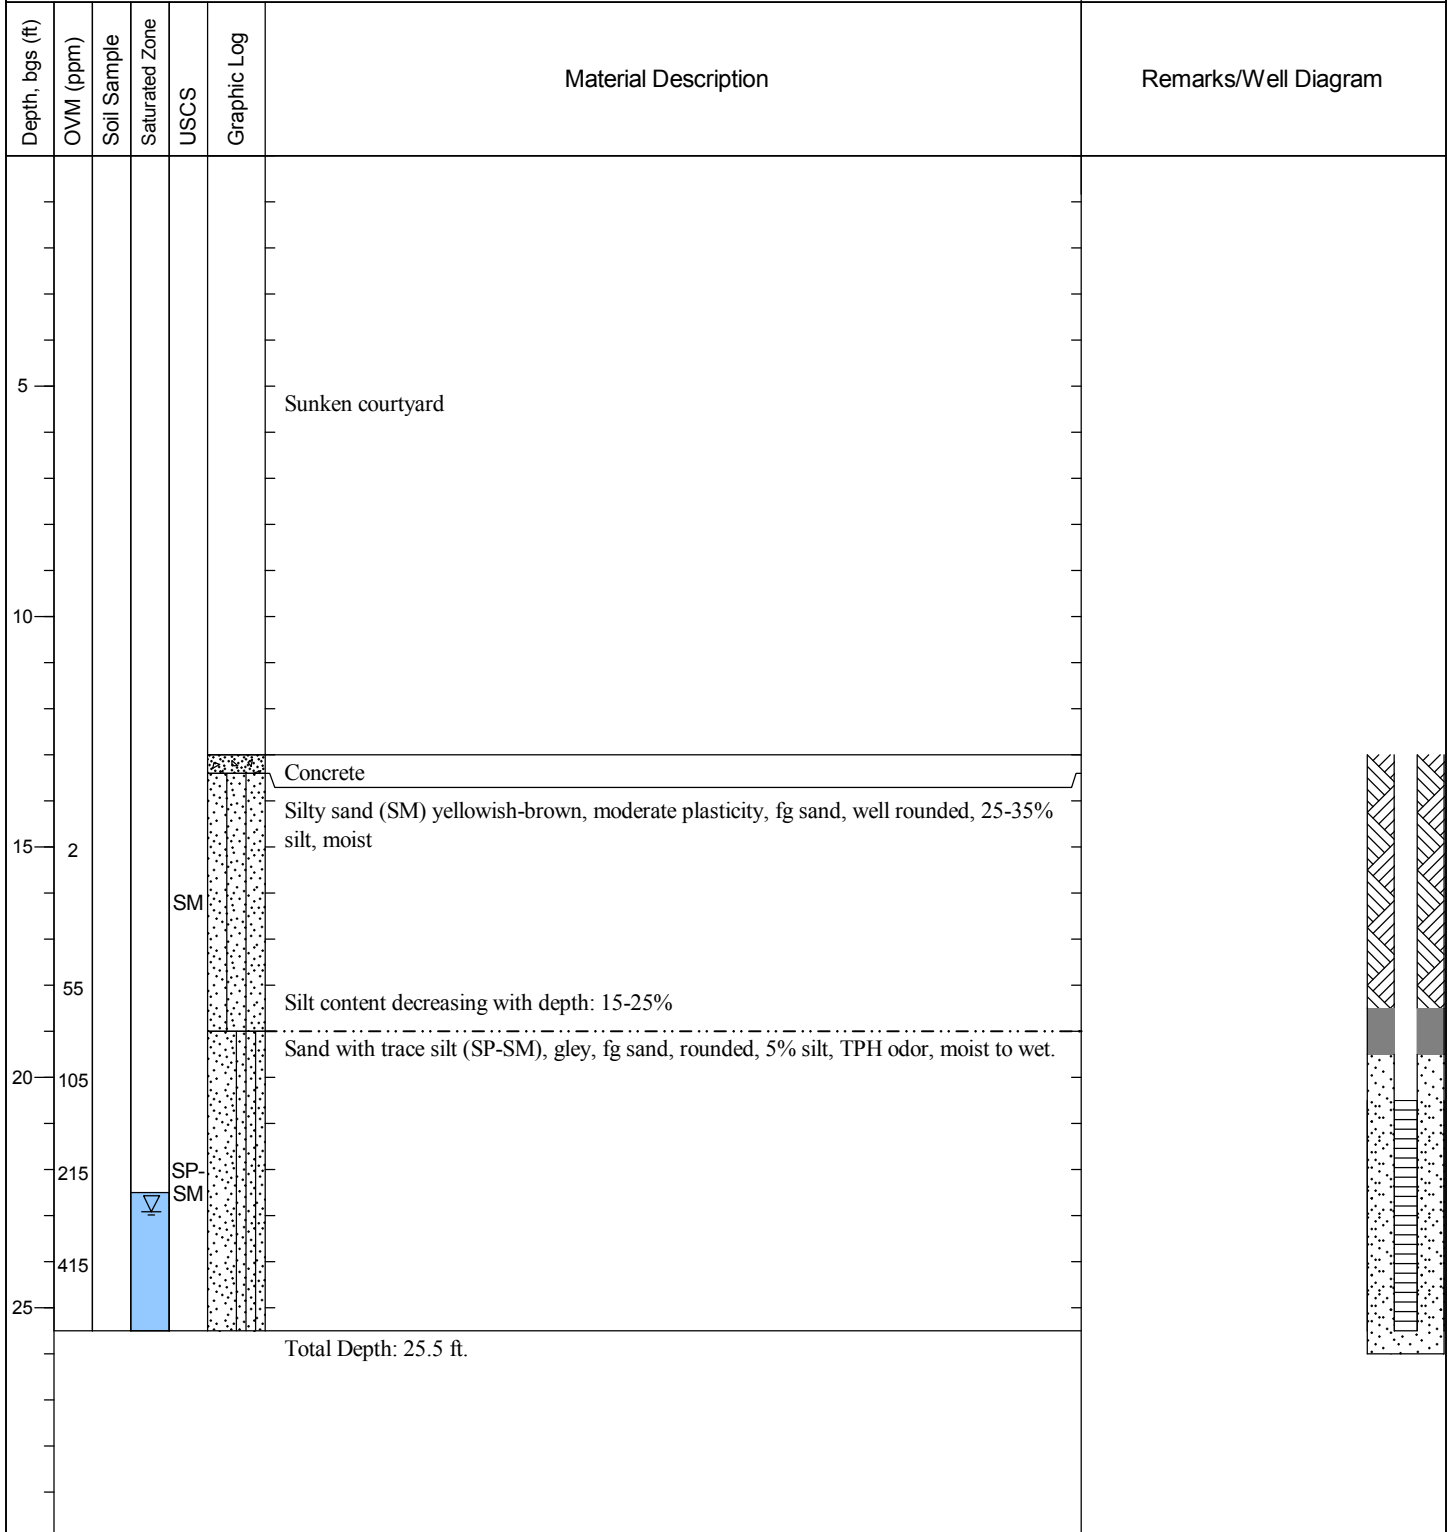 Depth, bgs (ft)
OVM (ppm)
Soil Sample
Saturated Zone
USCS
Graphic Log
Material Description
Remarks/Well Diagram
5
Sunken courtyard
10
Concrete
Silty sand (SM) yellowish-brown, moderate plasticity, fg sand, well rounded, 25-35%
silt, moist
15
2
SM
55
Silt content decreasing with depth: 15-25%
Sand with trace silt (SP-SM), gley, fg sand, rounded, 5% silt, TPH odor, moist to wet.
20
105
215
SP-
SM
415
25
Total Depth: 25.5 ft.